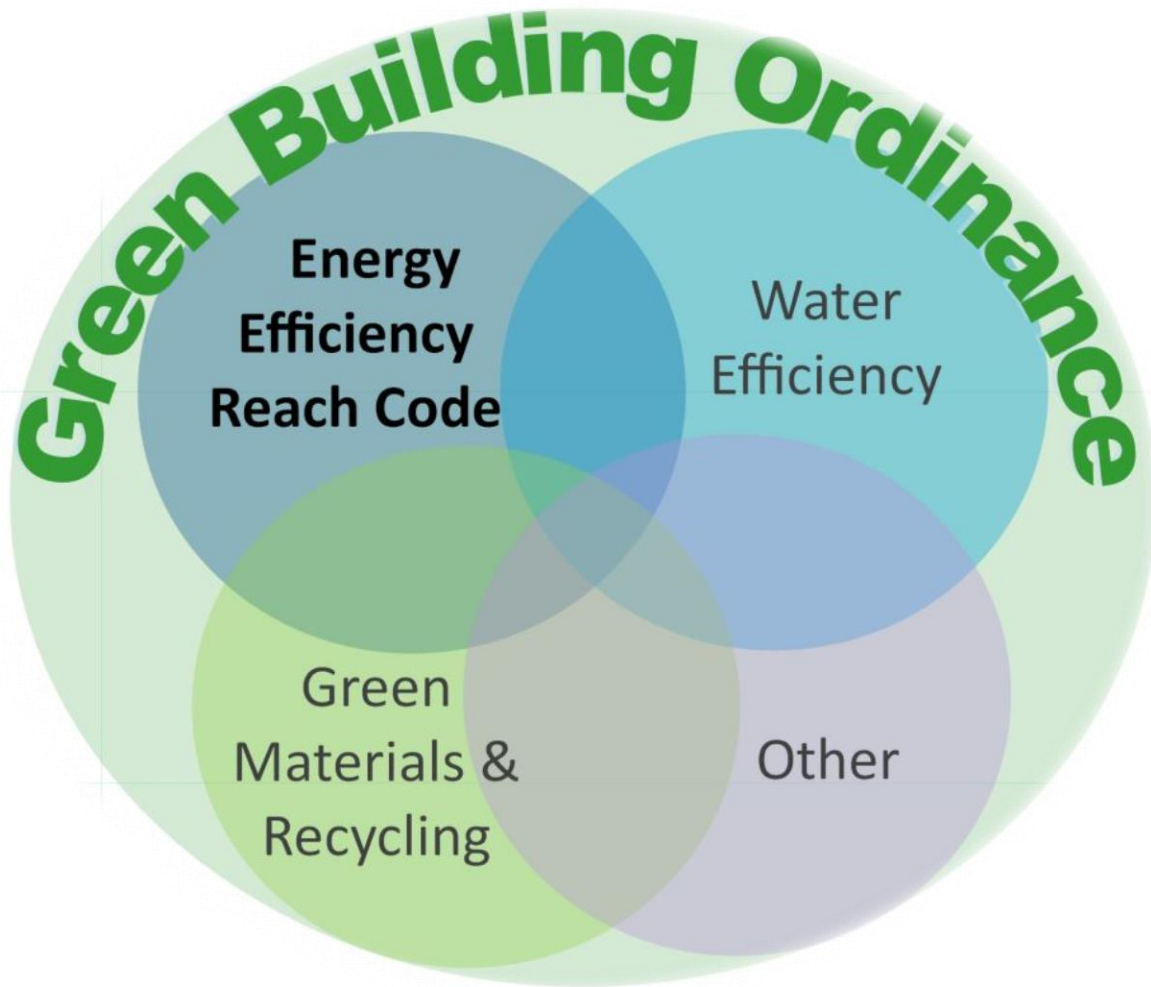 Green Building Ordinance
Energy
Efficiency
Reach Code
Water
Efficiency
Green
Materials &
Recycling
Other